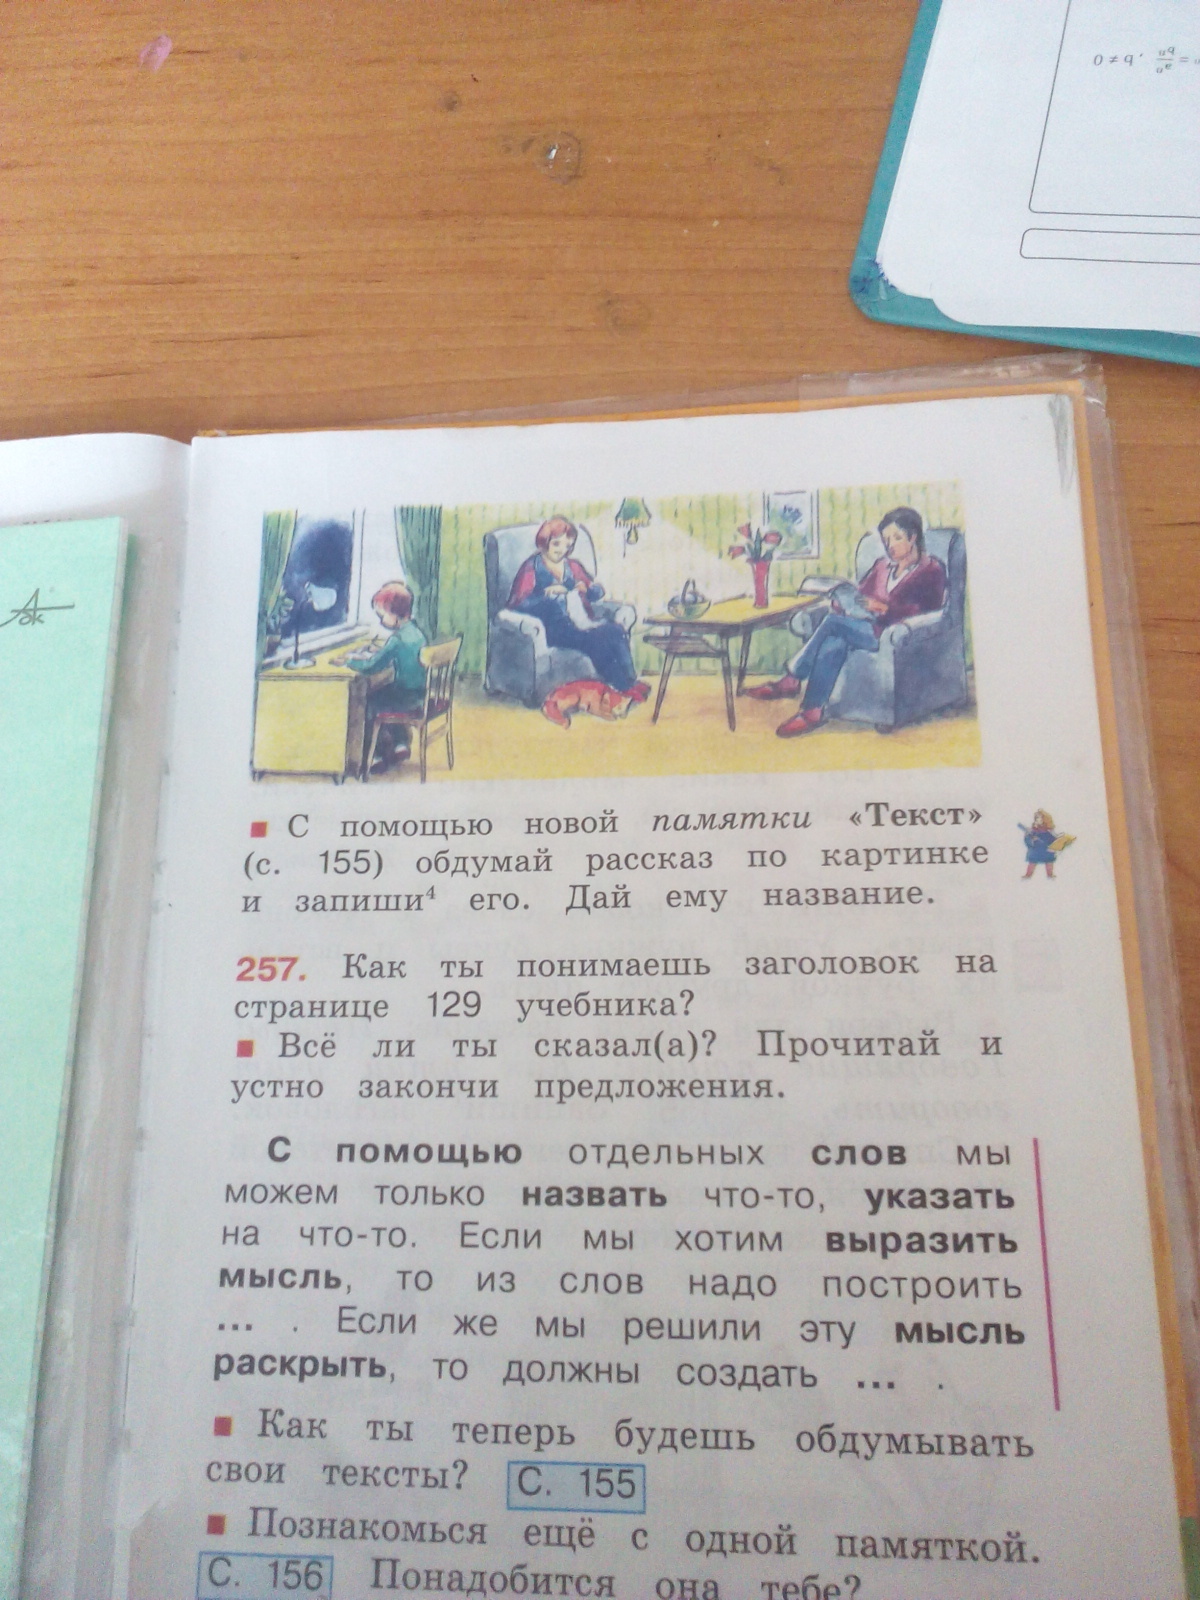 ■ С помощью новой памятки «Текст»
(с. 155) обдумай рассказ по картинке
и запиши⁴ его. Дай ему название.
257. Как ты понимаешь заголовок на
странице 129 учебника?
■ Всё ли ты сказал(а)? Прочитай и
устно закончи предложения.
С помощью отдельных слов мы
можем только назвать что-то, указать
на что-то. Если мы хотим выразить
мысль, то из слов надо построить
... . Если же мы решили эту мысль
раскрыть, то должны создать ... .
■ Как ты теперь будешь обдумывать
свои тексты? С. 155
■ Познакомься ещё с одной памяткой.
С. 156 Понадобится она тебе?